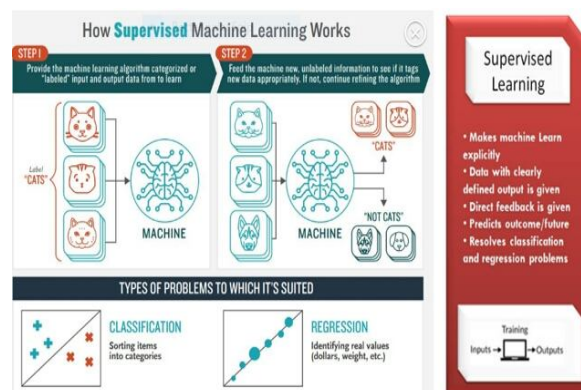 How Supervised Machine Learning Works
STEP 1
Provide the machine learning algorithm categorized or
"labeled" input and output data from to learn
Label
"CATS"
MACHINE
STEP 2
Feed the machine new, unlabeled information to see if it tags
new data appropriately. If not, continue refining the algorithm
MACHINE
"CATS"
"NOT CATS"
TYPES OF PROBLEMS TO WHICH IT'S SUITED
CLASSIFICATION
Sorting items
into categories
REGRESSION
Identifying real values
(dollars, weight, etc.)
Supervised
Learning
• Makes machine Learn
explicitly
• Data with clearly
defined output is given
• Direct feedback is given
• Predicts outcome/future
• Resolves classification
and regression problems
Training
Inputs
Outputs